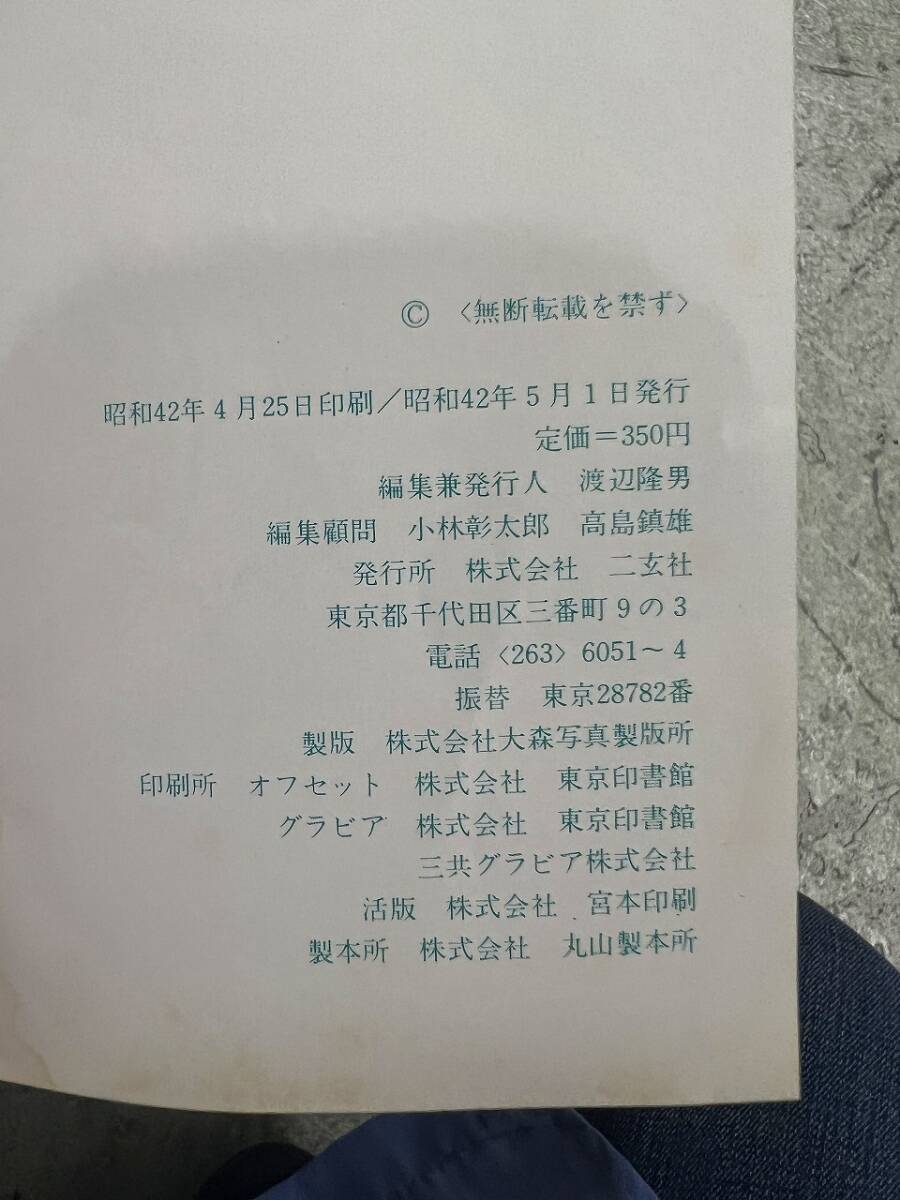 © 〈無断転載を禁ず〉
昭和42年4月25日印刷／昭和42年5月1日発行
定価＝350円
編集兼発行人　渡辺隆男
編集顧問　小林彰太郎　高島鎮雄
発行所　株式会社　二玄社
東京都千代田区三番町9の3
電話〈263〉6051～4
振替　東京28782番
製版　株式会社大森写真製版所
印刷所　オフセット　株式会社　東京印書館
グラビア　株式会社　東京印書館
三共グラビア株式会社
活版　株式会社　宮本印刷
製本所　株式会社　丸山製本所